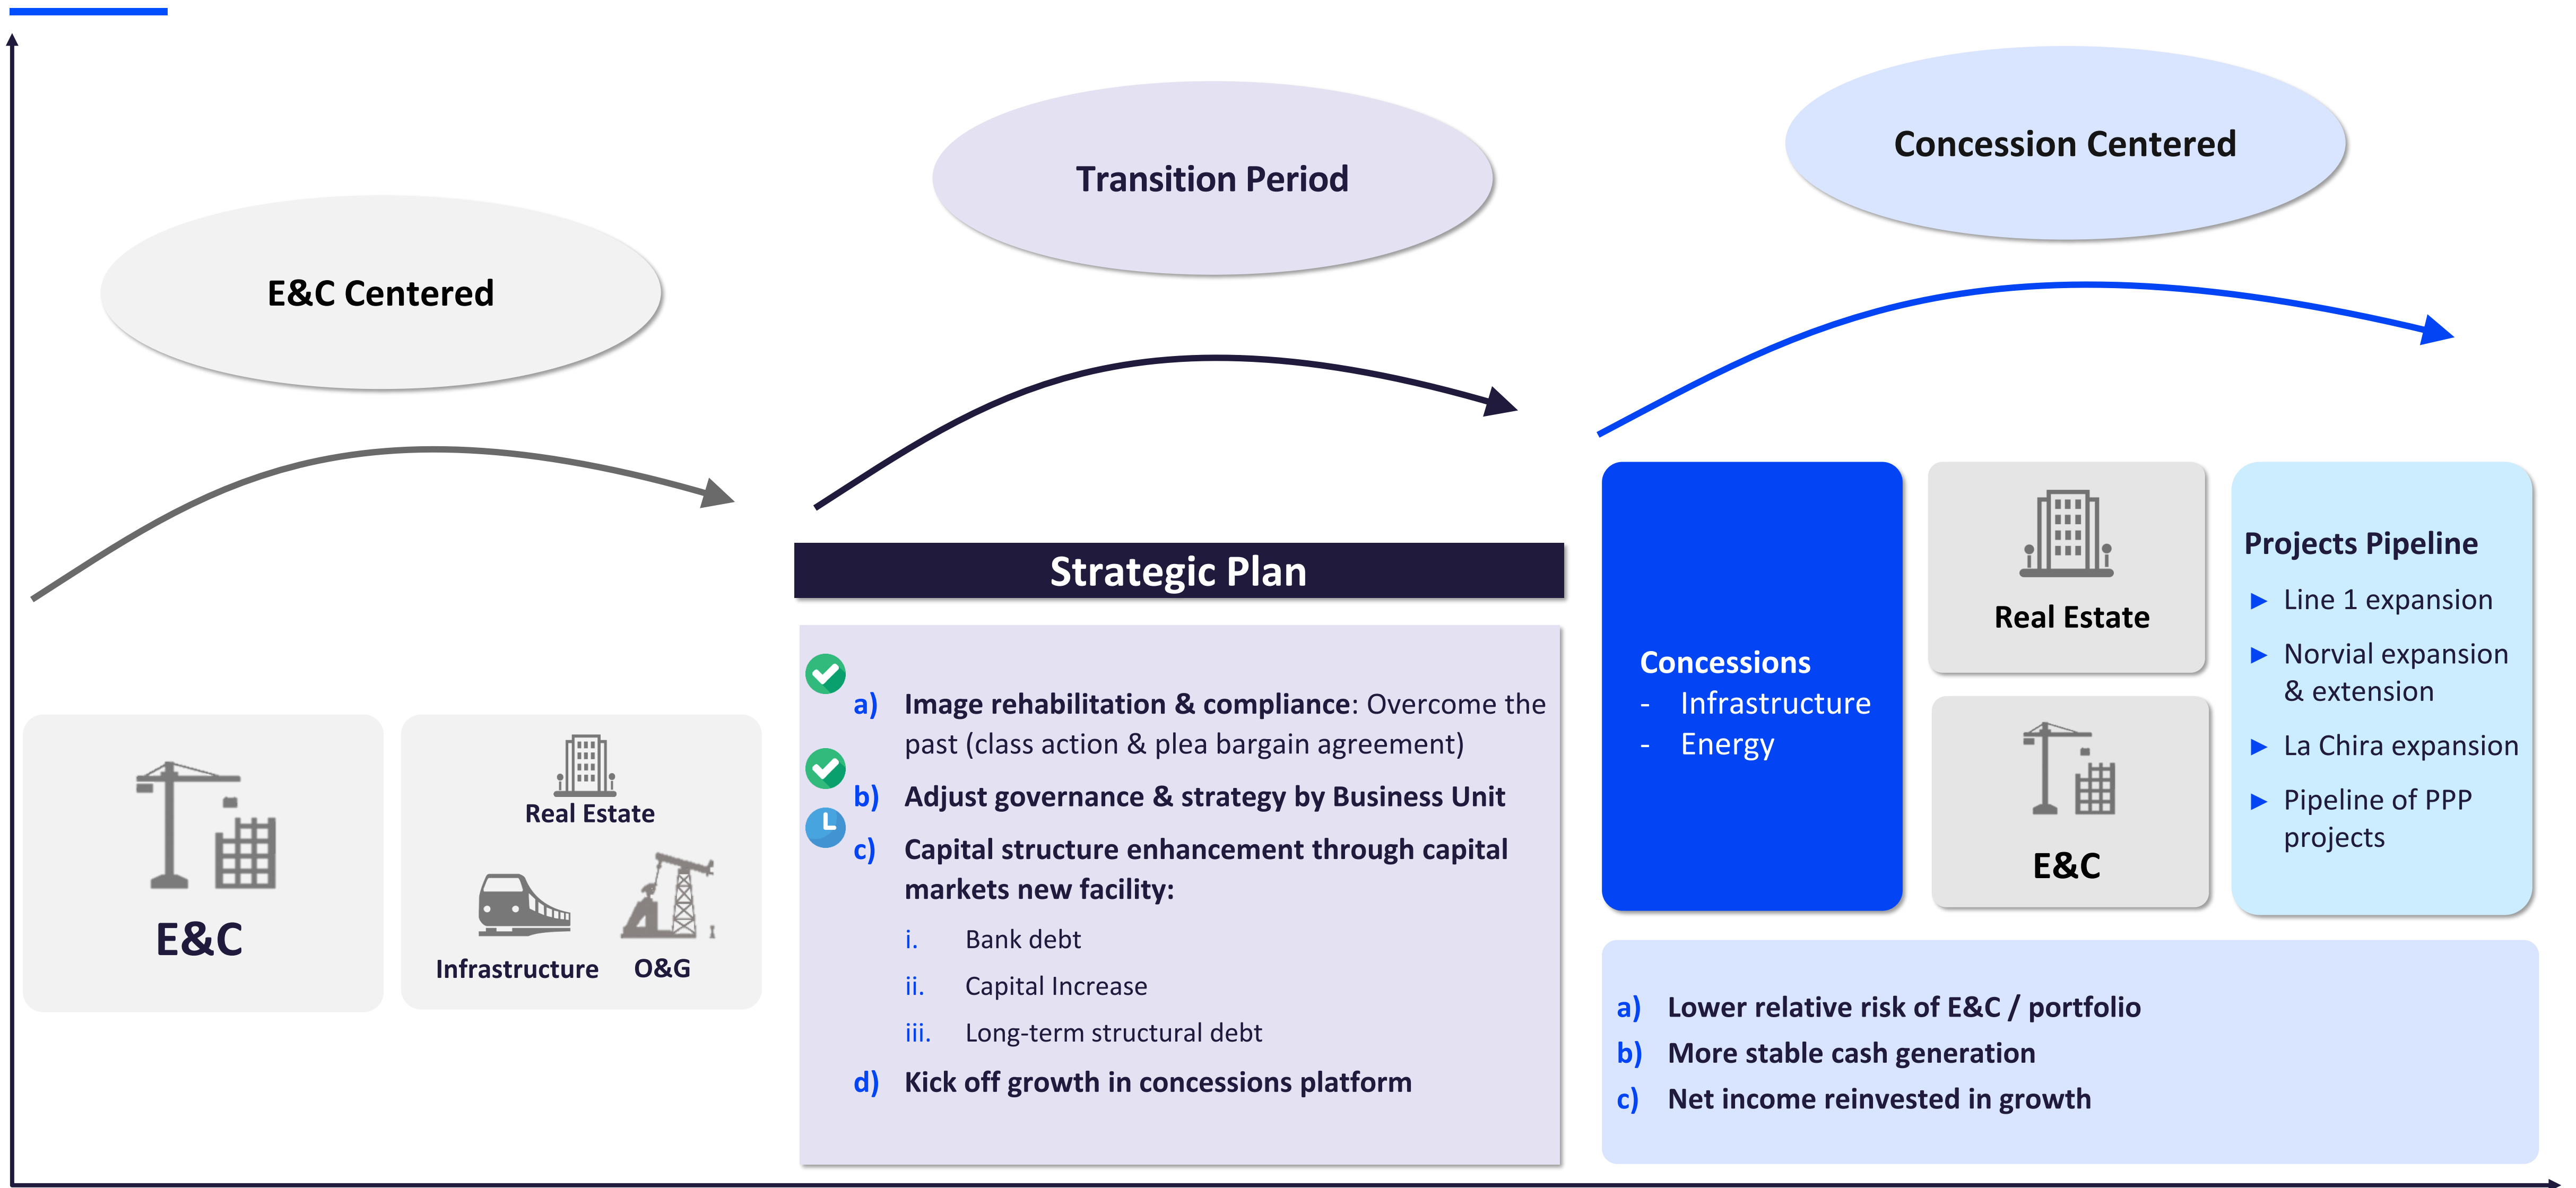 E&C Centered
E&C
Real Estate
Infrastructure
O&G
Transition Period
Strategic Plan
a) Image rehabilitation & compliance: Overcome the
past (class action & plea bargain agreement)
b) Adjust governance & strategy by Business Unit
c) Capital structure enhancement through capital
markets new facility:
i. Bank debt
ii. Capital Increase
iii. Long-term structural debt
d) Kick off growth in concessions platform
Concession Centered
Concessions
- Infrastructure
- Energy
Real Estate
E&C
Projects Pipeline
► Line 1 expansion
► Norvial expansion
& extension
► La Chira expansion
► Pipeline of PPP
projects
a) Lower relative risk of E&C / portfolio
b) More stable cash generation
c) Net income reinvested in growth